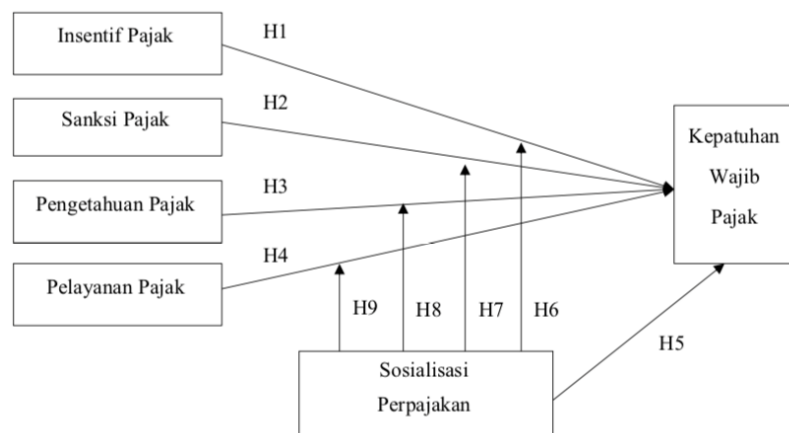 Insentif Pajak
H1
Sanksi Pajak
H2
Pengetahuan Pajak
H3
Pelayanan Pajak
H4
Kepatuhan
Wajib
Pajak
H9
H8
H7
H6
H5
Sosialisasi
Perpajakan